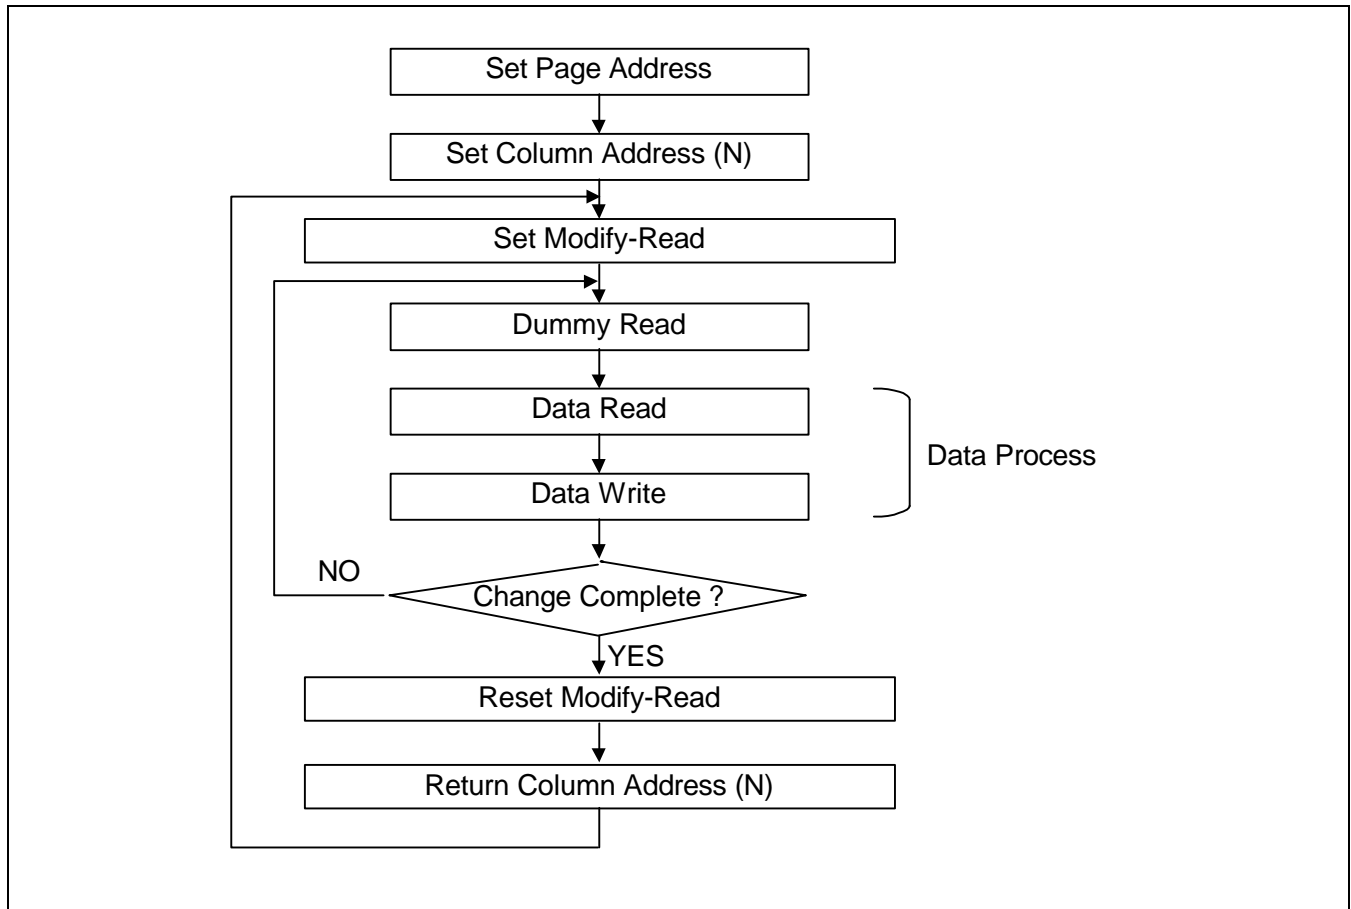 Set Page Address
Set Column Address (N)
Set Modify-Read
Dummy Read
Data Read
Data Process
Data Write
NO
Change Complete ?
YES
Reset Modify-Read
Return Column Address (N)